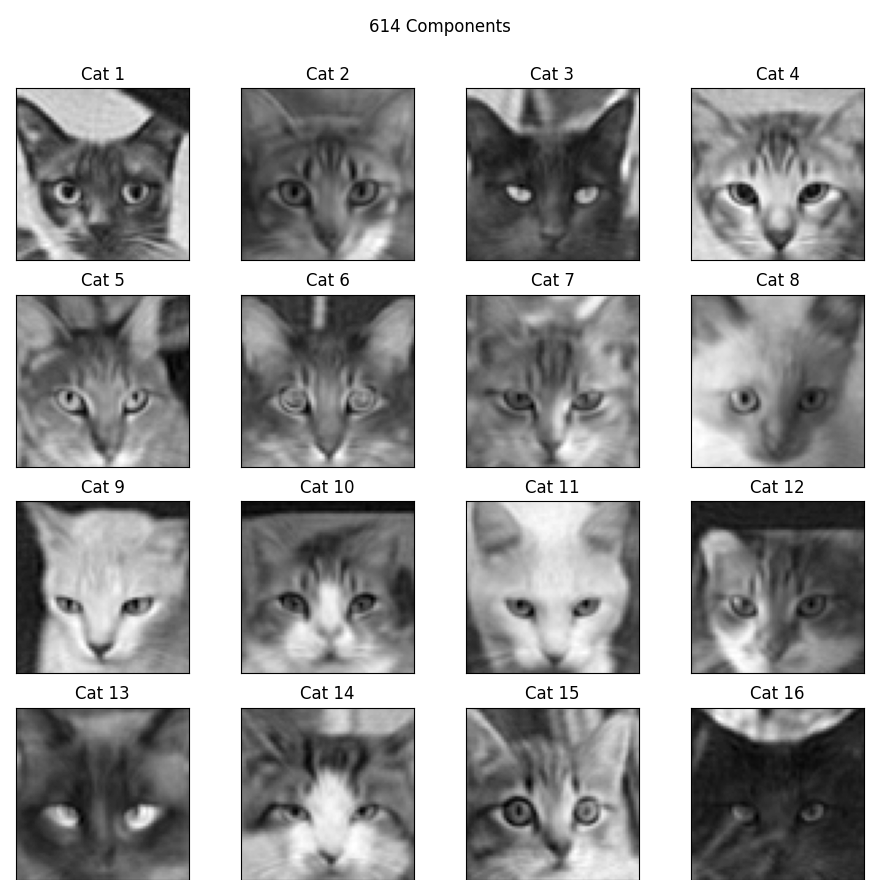 614 Components
Cat 1 Cat 2 Cat 3 Cat 4
Cat 5 Cat 6 Cat 7 Cat 8
Cat 9 Cat 10 Cat 11 Cat 12
Cat 13 Cat 14 Cat 15 Cat 16